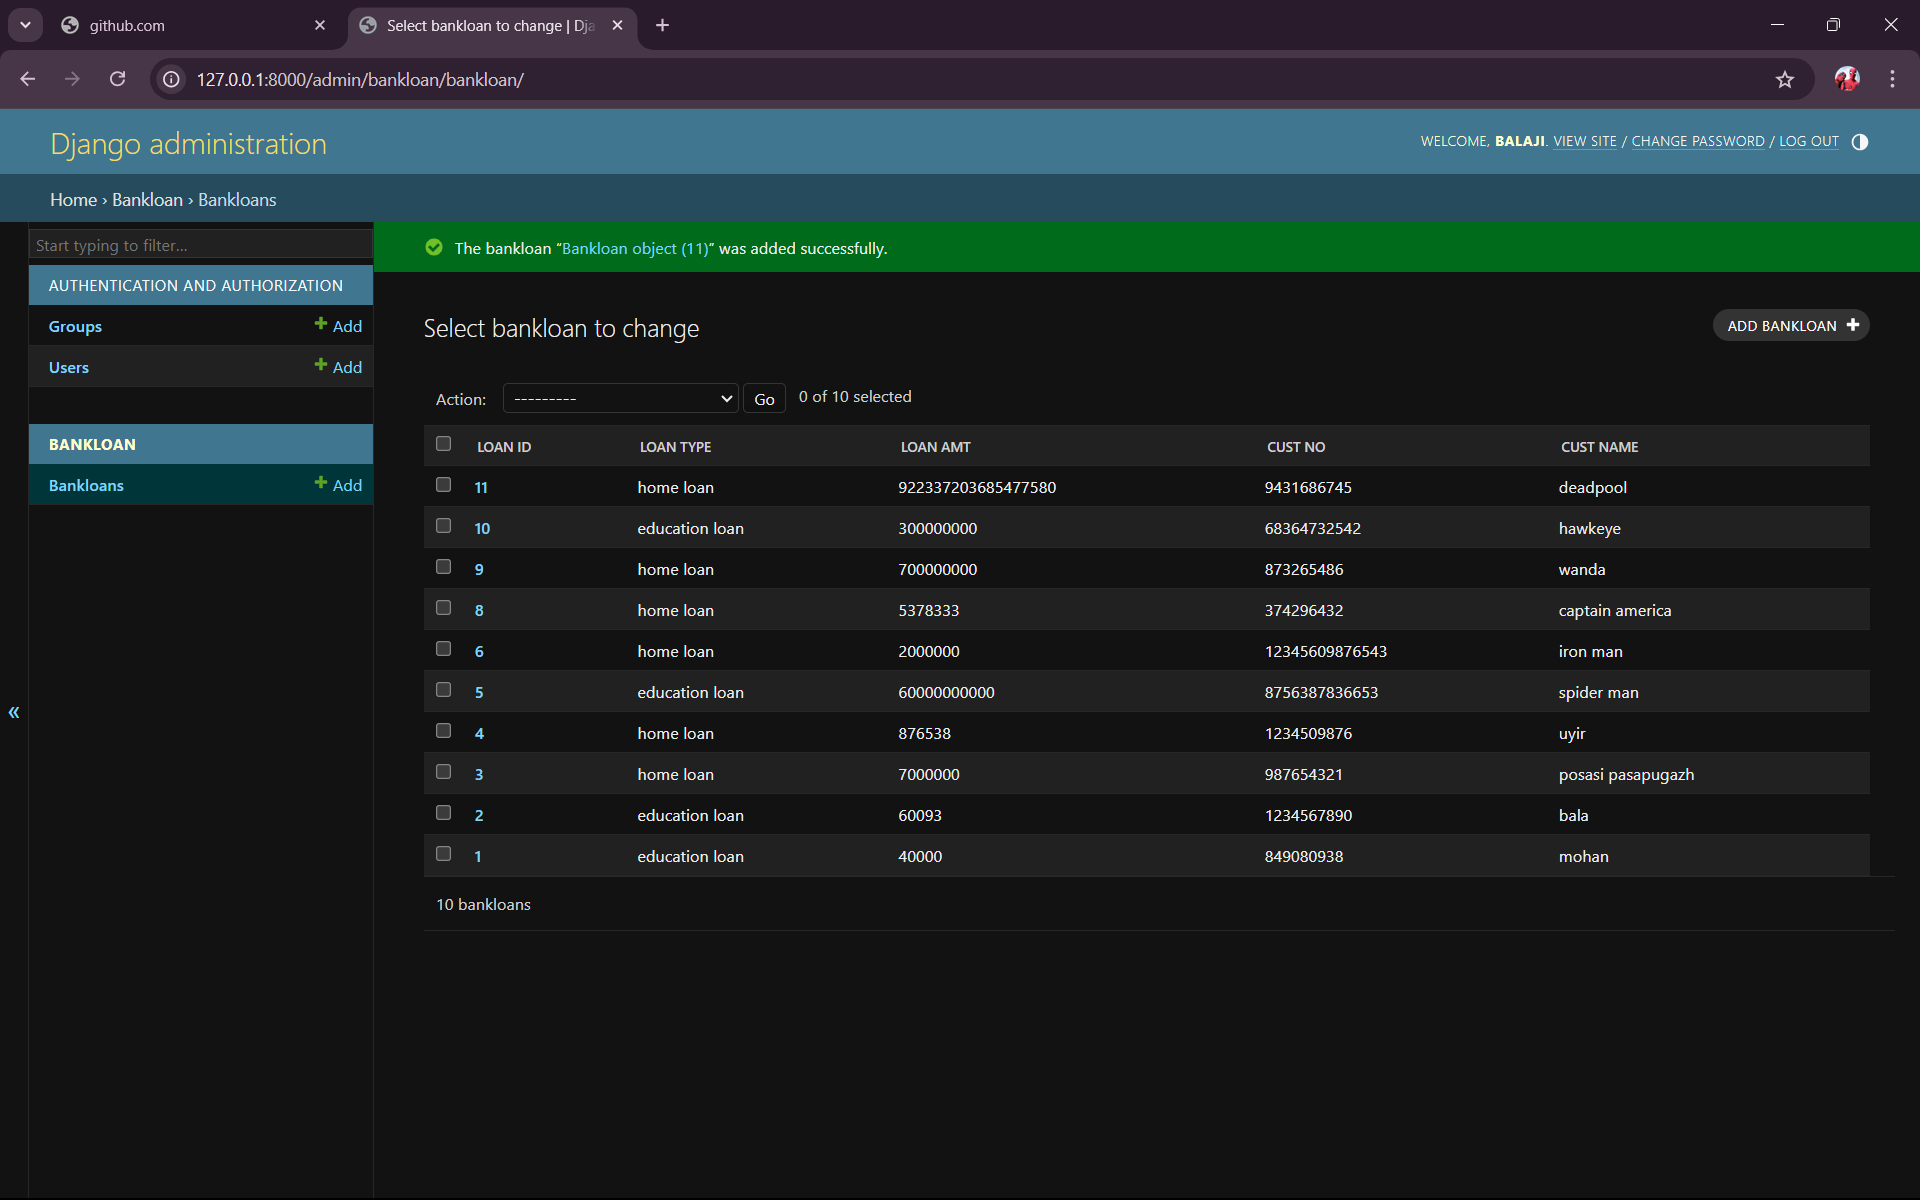 github.com
Select bankloan to change | Dja
127.0.0.1:8000/admin/bankloan/bankloan/
Django administration
WELCOME, BALAJI. VIEW SITE / CHANGE PASSWORD / LOG OUT
Home › Bankloan › Bankloans
Start typing to filter...
AUTHENTICATION AND AUTHORIZATION
Groups + Add
Users + Add
BANKLOAN
Bankloans + Add
«
The bankloan “Bankloan object (11)” was added successfully.
Select bankloan to change
ADD BANKLOAN +
Action: --------- Go 0 of 10 selected
LOAN ID LOAN TYPE LOAN AMT CUST NO CUST NAME
11 home loan 922337203685477580 9431686745 deadpool
10 education loan 300000000 68364732542 hawkeye
9 home loan 700000000 873265486 wanda
8 home loan 5378333 374296432 captain america
6 home loan 2000000 12345609876543 iron man
5 education loan 60000000000 8756387836653 spider man
4 home loan 876538 1234509876 uyir
3 home loan 7000000 987654321 posasi pasapugazh
2 education loan 60093 1234567890 bala
1 education loan 40000 849080938 mohan
10 bankloans